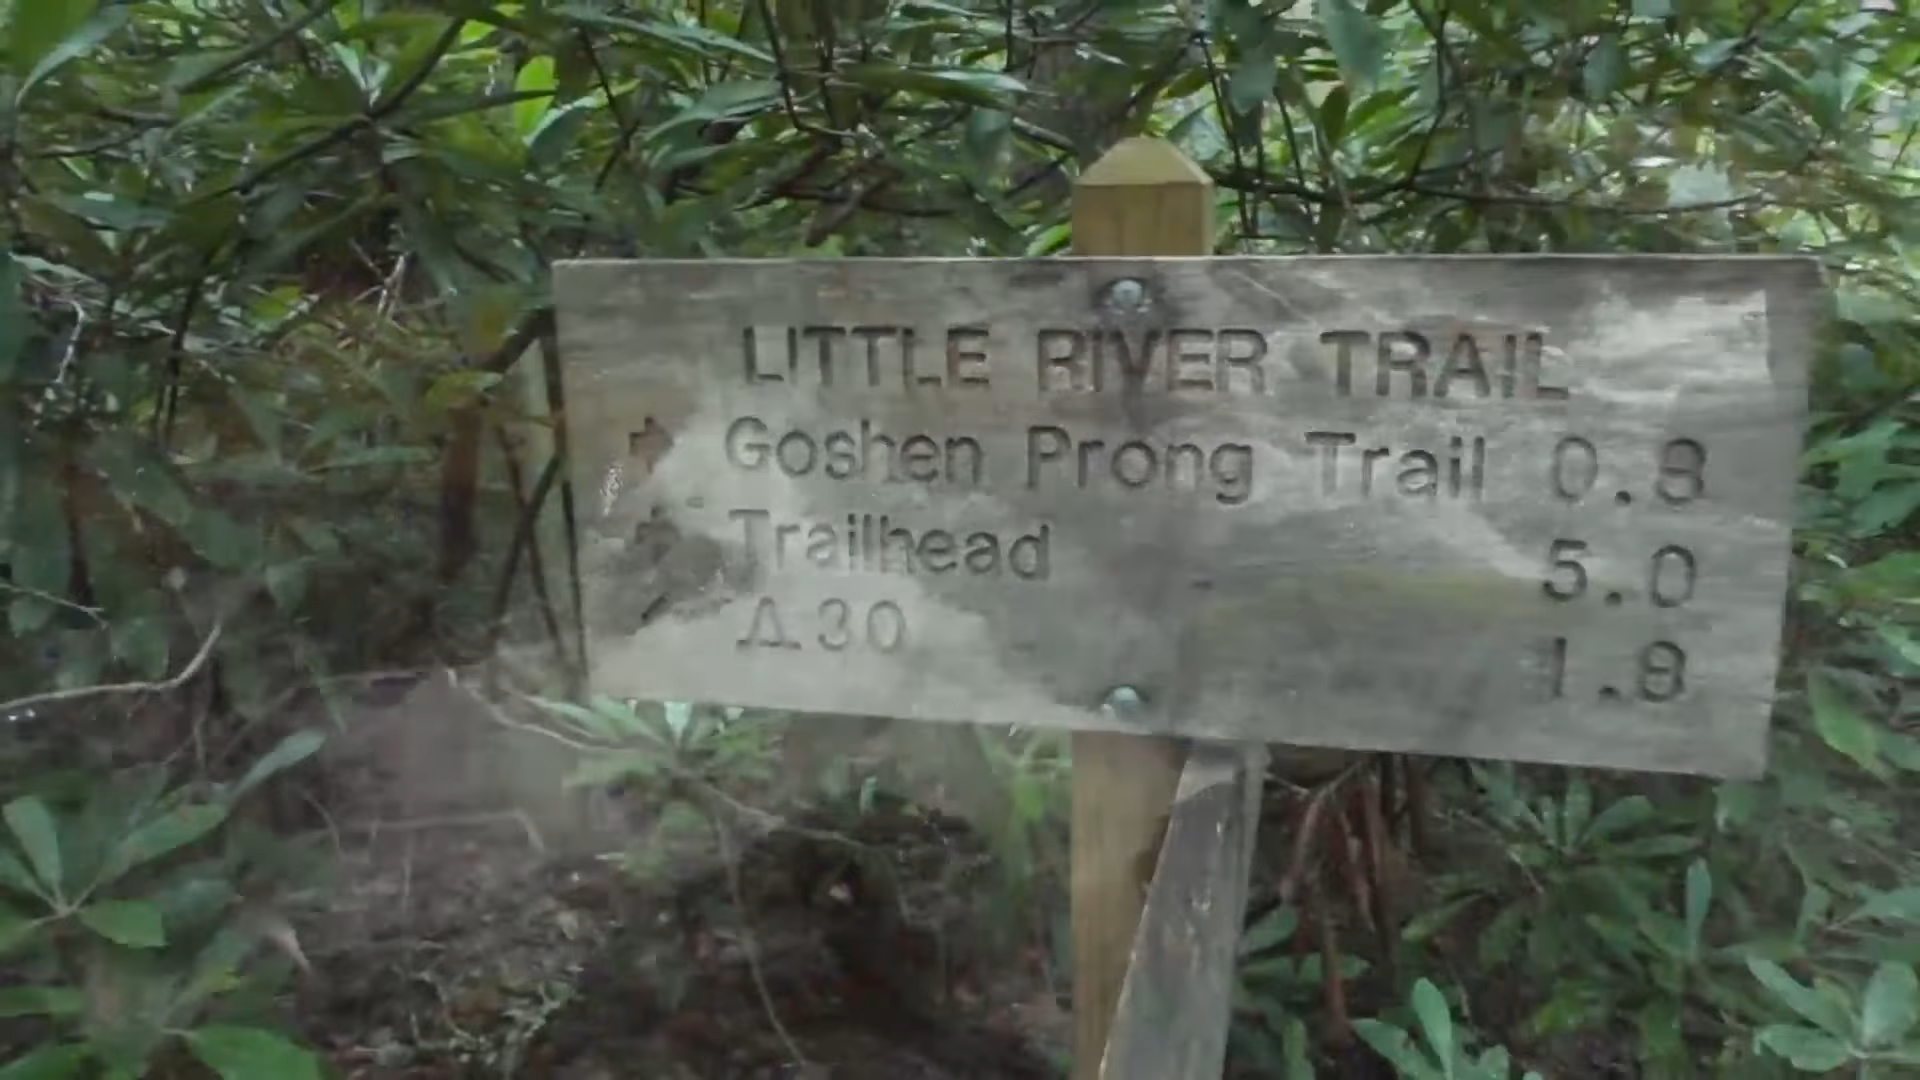 LITTLE RIVER TRAIL
Goshen Prong Trail 0.8
Trailhead 5.0
Δ30 1.8